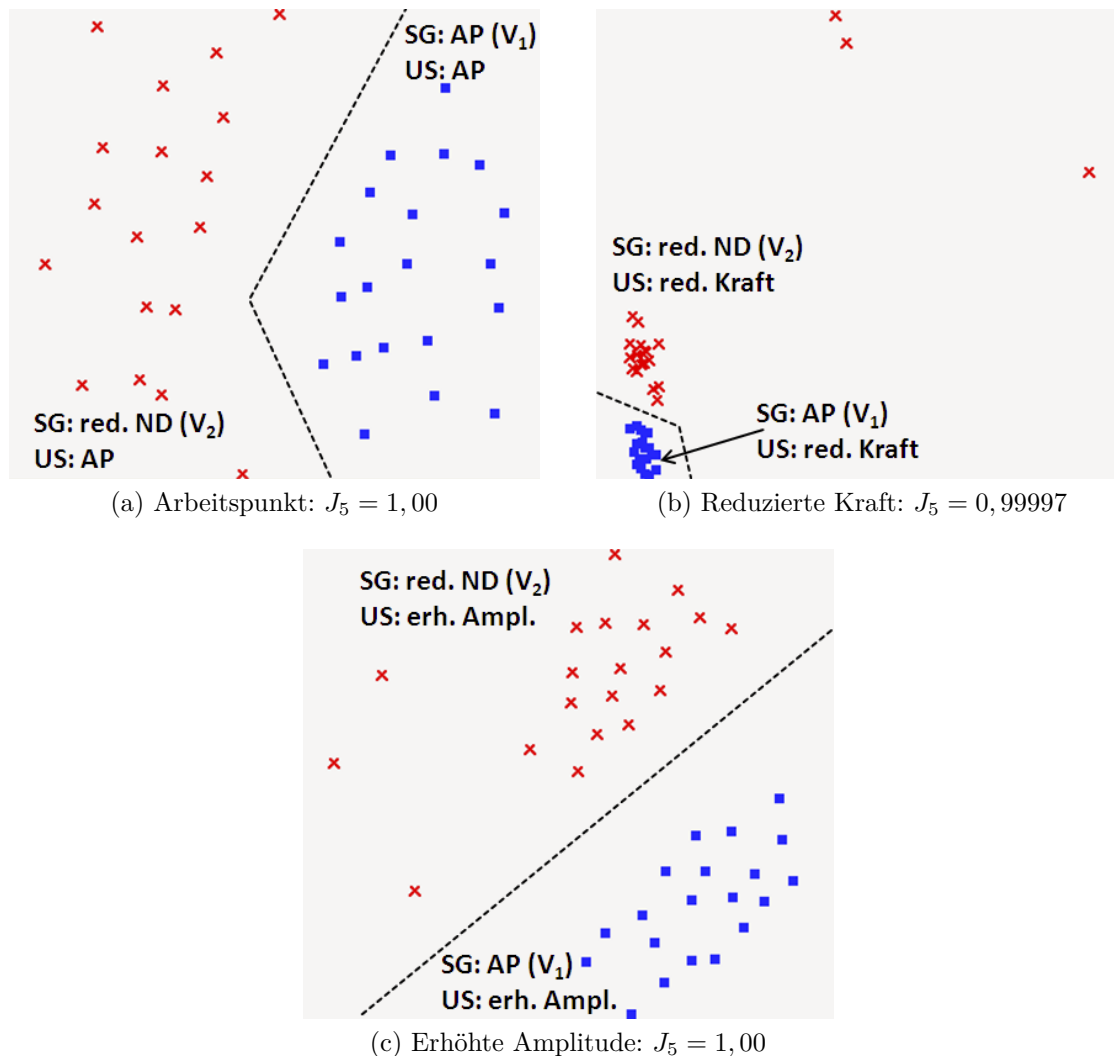 SG: AP (V₁)
US: AP
SG: red. ND (V₂)
US: AP
(a) Arbeitspunkt: J₅ = 1,00
SG: red. ND (V₂)
US: red. Kraft
SG: AP (V₁)
US: red. Kraft
(b) Reduzierte Kraft: J₅ = 0,99997
SG: red. ND (V₂)
US: erh. Ampl.
SG: AP (V₁)
US: erh. Ampl.
(c) Erhöhte Amplitude: J₅ = 1,00